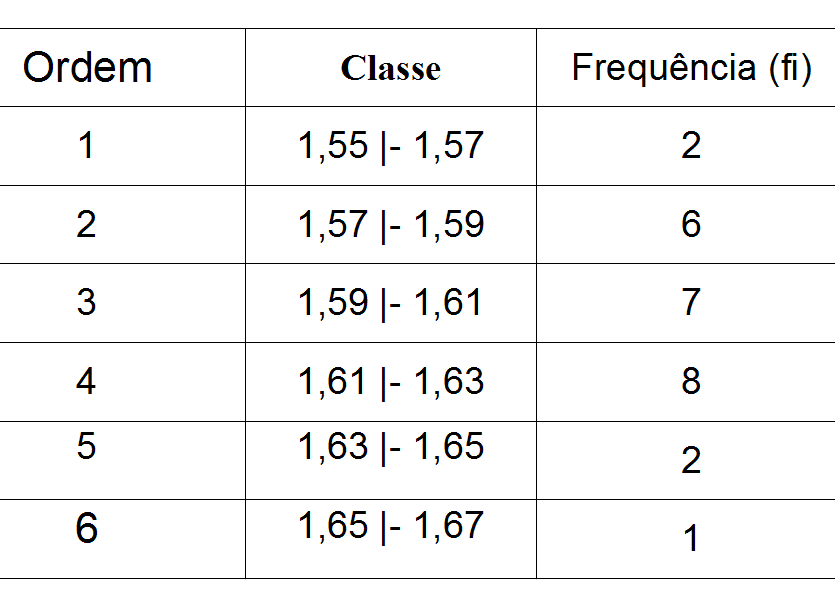 Ordem Classe Frequência (fi)
1 1,55 |- 1,57 2
2 1,57 |- 1,59 6
3 1,59 |- 1,61 7
4 1,61 |- 1,63 8
5 1,63 |- 1,65 2
6 1,65 |- 1,67 1